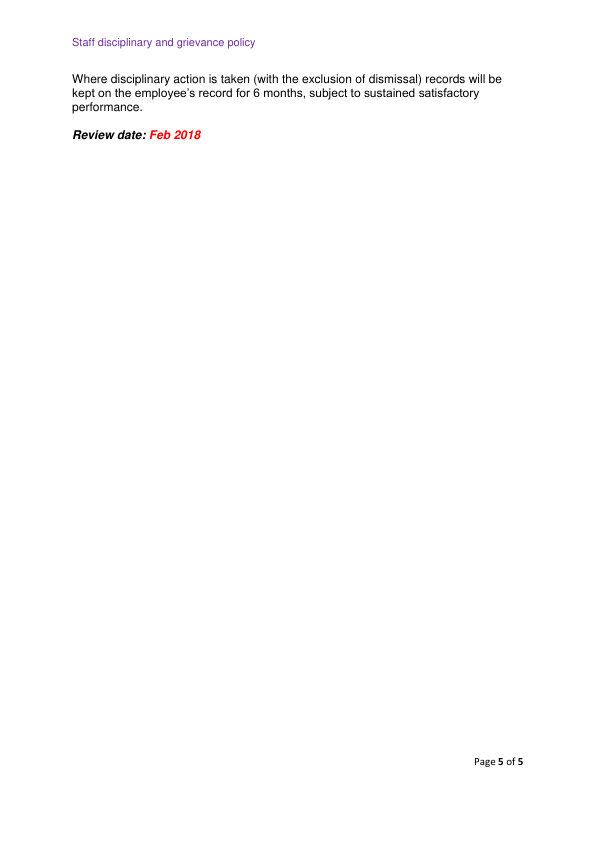 Staff disciplinary and grievance policy
Where disciplinary action is taken (with the exclusion of dismissal) records will be
kept on the employee’s record for 6 months, subject to sustained satisfactory
performance.
Review date: Feb 2018
Page 5 of 5